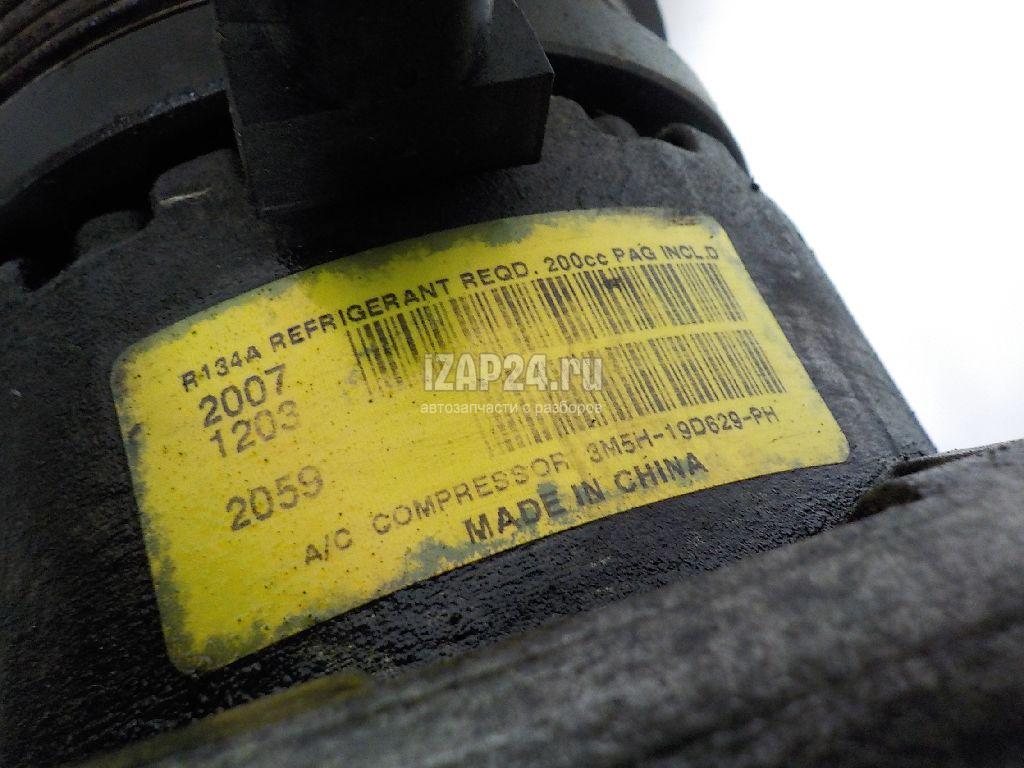 R134A REFRIGERANT REQD. 200cc PAG INCL.D
2007
1203
2059
A/C COMPRESSOR 3M5H-19D629-PH
MADE IN CHINA
IZAP24.ru
автозапчасти с разборов